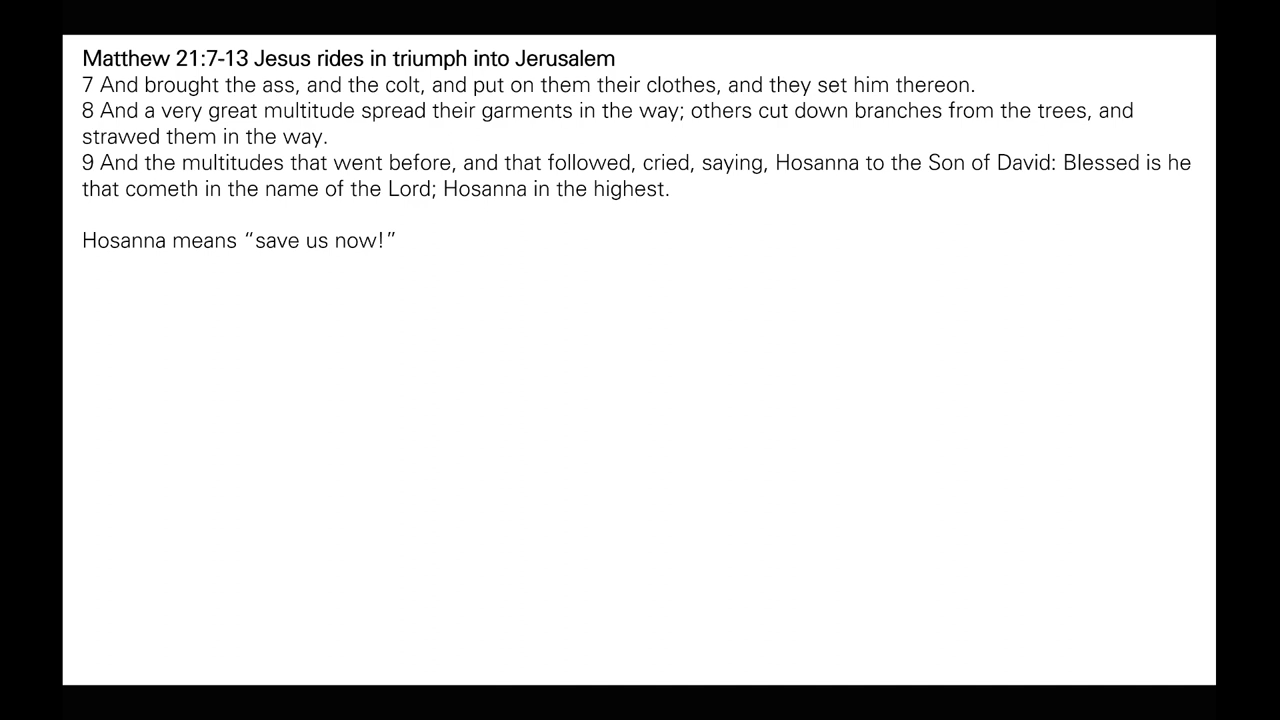 Matthew 21:7-13 Jesus rides in triumph into Jerusalem
7 And brought the ass, and the colt, and put on them their clothes, and they set him thereon.
8 And a very great multitude spread their garments in the way; others cut down branches from the trees, and
strawed them in the way.
9 And the multitudes that went before, and that followed, cried, saying, Hosanna to the Son of David: Blessed is he
that cometh in the name of the Lord; Hosanna in the highest.
Hosanna means “save us now!”